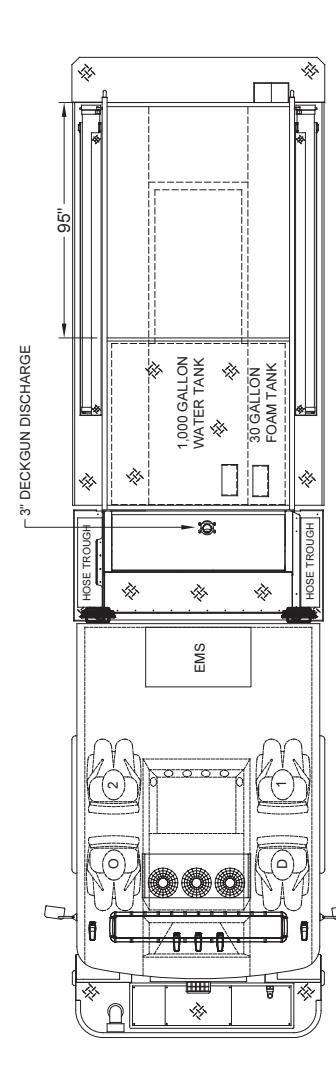 95"
3" DECKGUN DISCHARGE
1,000 GALLON
WATER TANK
30 GALLON
FOAM TANK
HOSE TROUGH
HOSE TROUGH
EMS
2
1
O
D